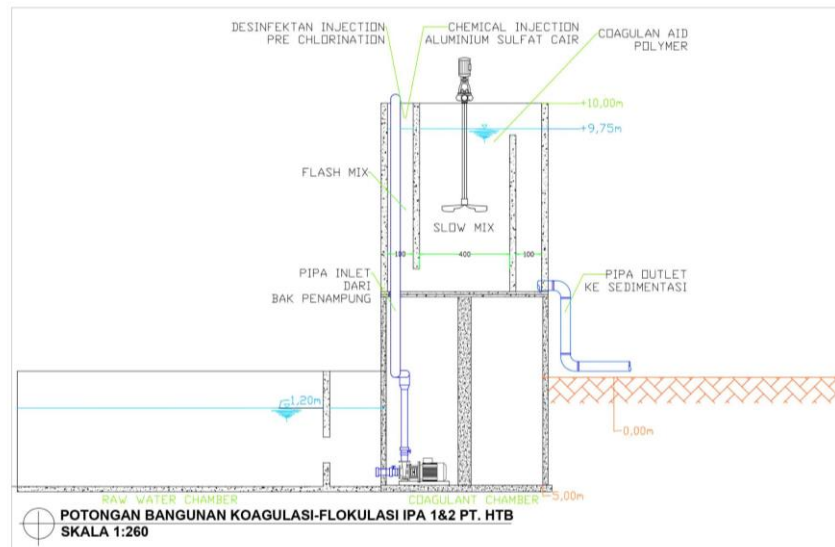 DESINFEKTAN INJECTION
PRE CHLORINATION
CHEMICAL INJECTION
ALUMINIUM SULFAT CAIR
COAGULAN AID
POLYMER
+10,00m
+9,75m
FLASH MIX
SLOW MIX
100
400
100
PIPA INLET
DARI
BAK PENAMPUNG
PIPA OUTLET
KE SEDIMENTASI
-1,20m
0,00m
-5,00m
RAW WATER CHAMBER
COAGULANT CHAMBER
POTONGAN BANGUNAN KOAGULASI-FLOKULASI IPA 1&2 PT. HTB
SKALA 1:260